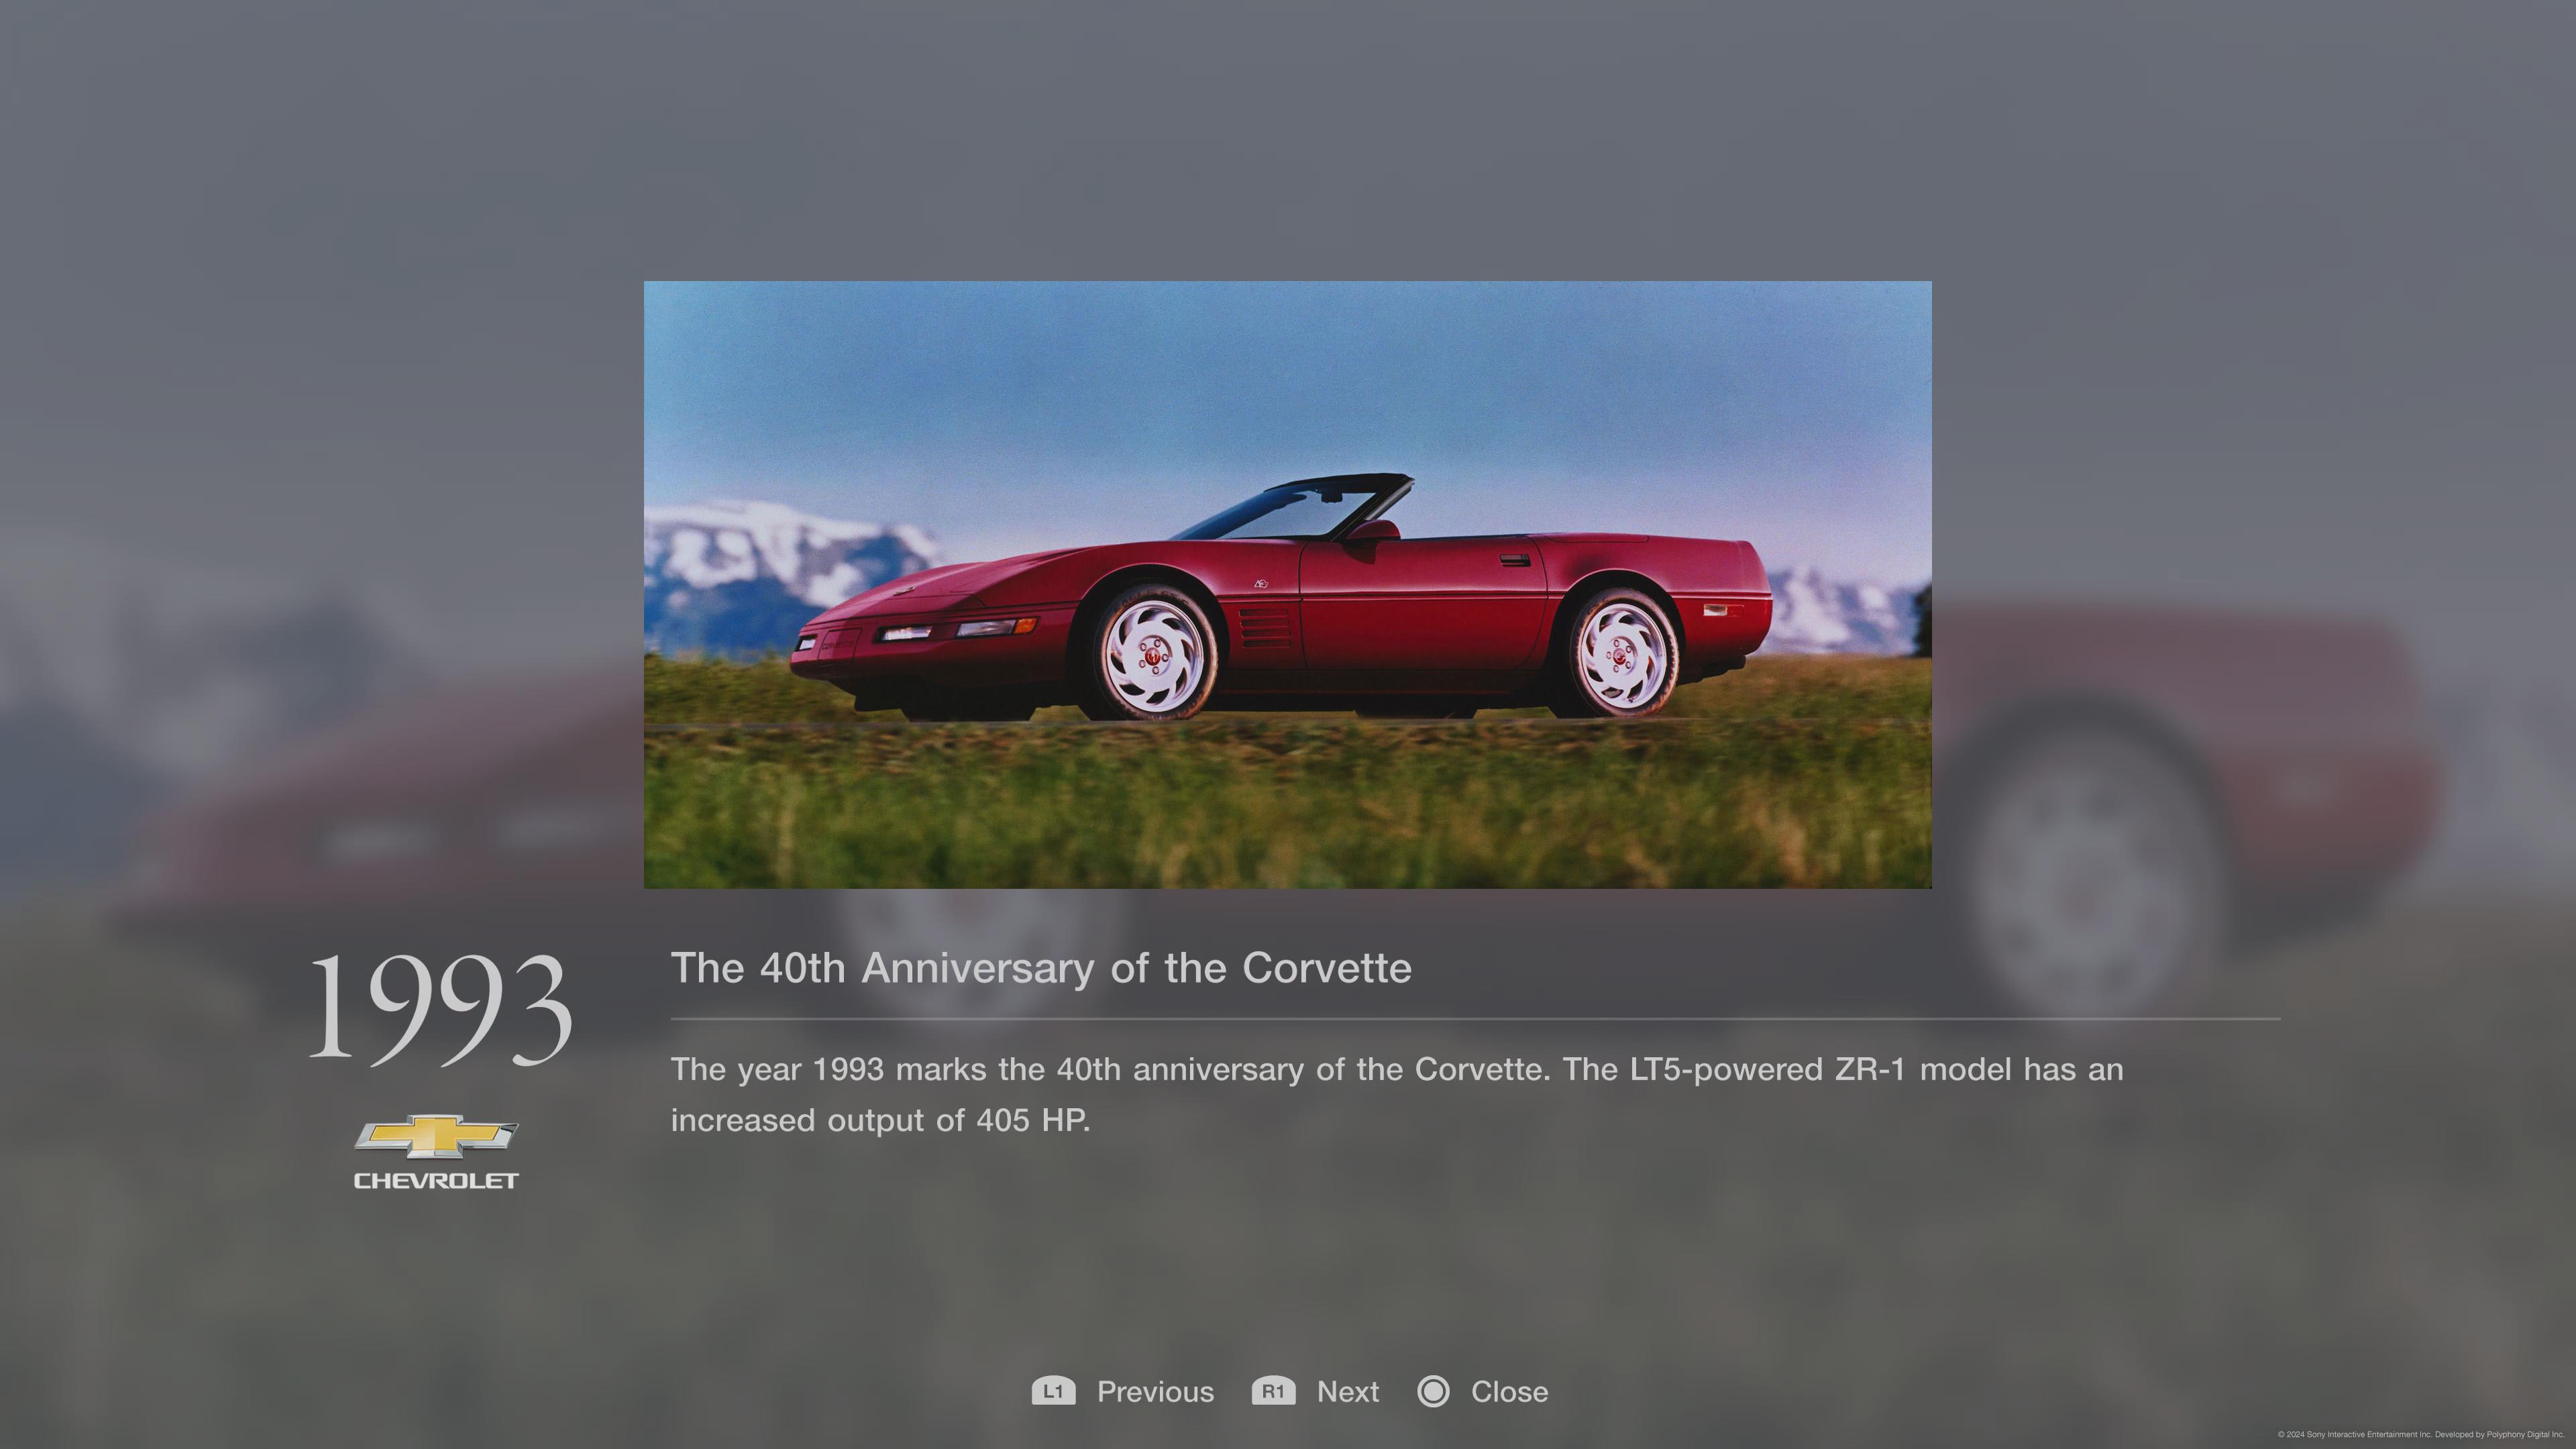 1993
CHEVROLET
The 40th Anniversary of the Corvette
The year 1993 marks the 40th anniversary of the Corvette. The LT5-powered ZR-1 model has an
increased output of 405 HP.
L1 Previous R1 Next Close
© 2024 Sony Interactive Entertainment Inc. Developed by Polyphony Digital Inc.